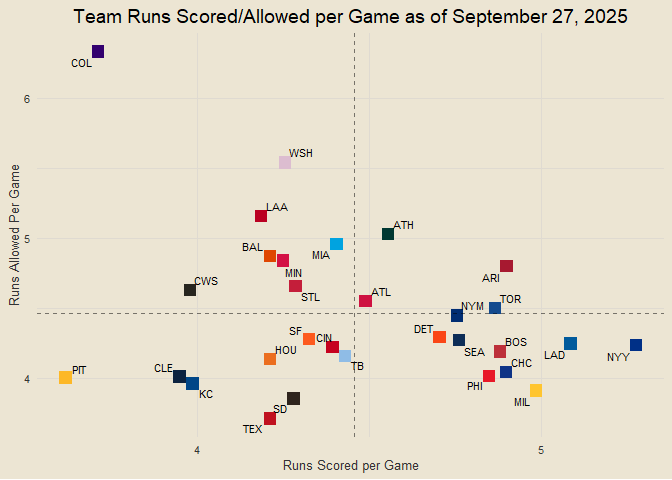 Team Runs Scored/Allowed per Game as of September 27, 2025
COL
6
WSH
LAA
ATH
5
BAL
MIA
ARI
MIN
CWS
STL
ATL
TOR
NYM
SF
CIN
DET
SEA
BOS
LAD
NYY
HOU
TB
CHC
PIT
CLE
4
KC
PHI
MIL
SD
TEX
4
5
Runs Scored per Game
Runs Allowed Per Game